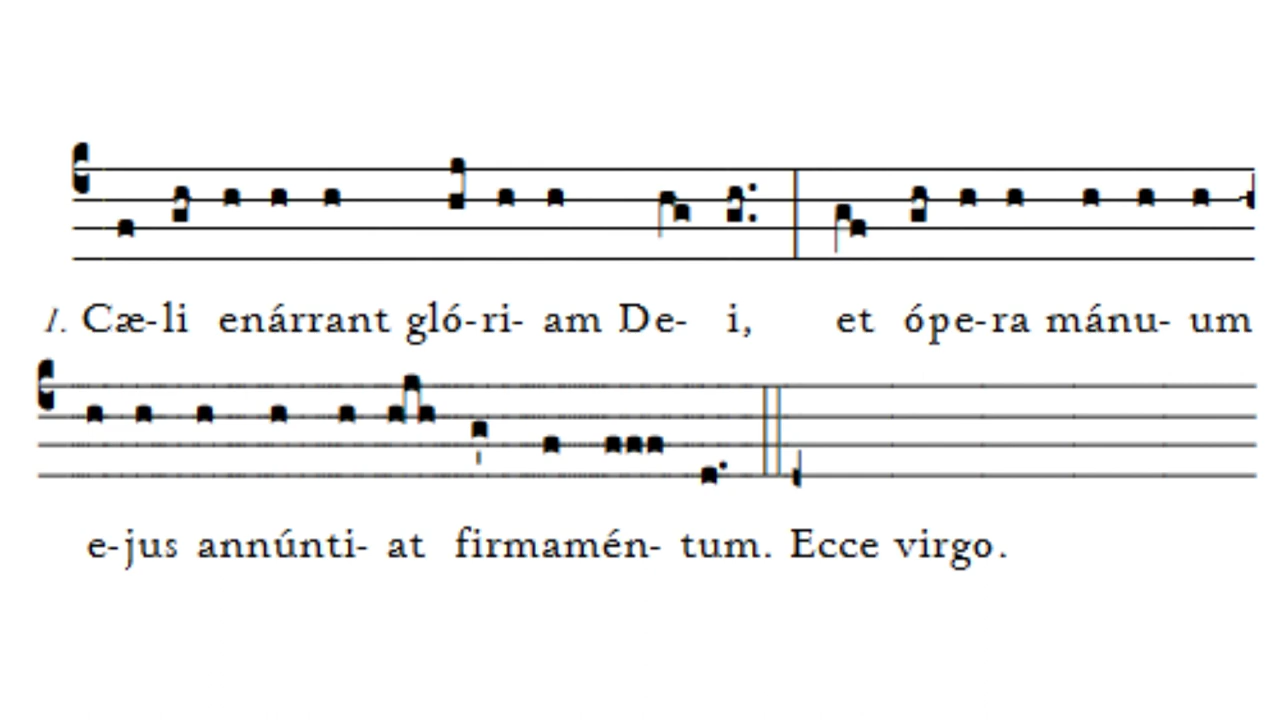 /. Cæ-li enárrant gló-ri- am De- i, et ópe-ra mánu- um
e-jus annúnti- at firmamén- tum. Ecce virgo.